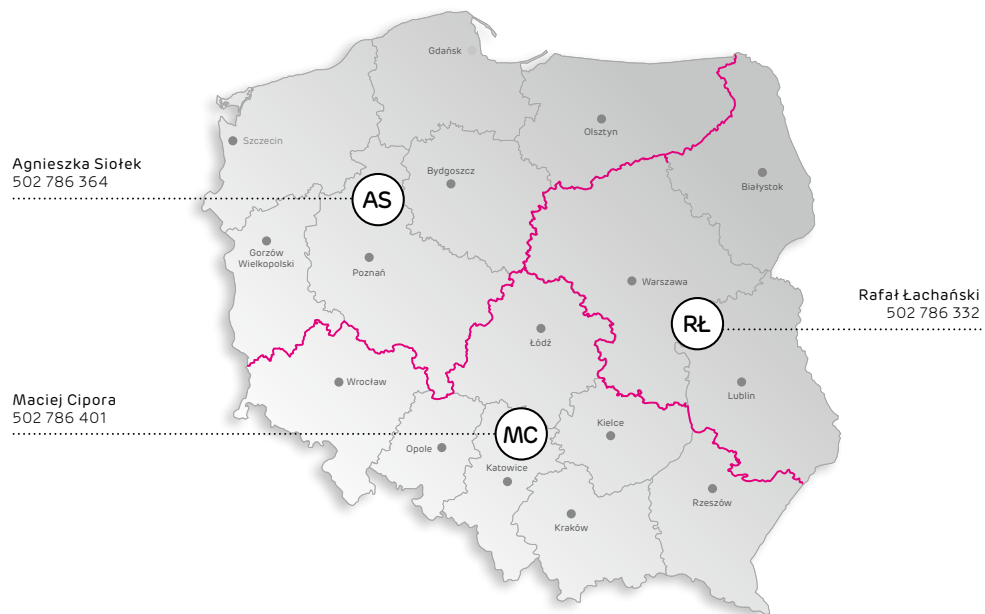 Gdańsk
Olsztyn
Szczecin
Agnieszka Siołek
502 786 364
Bydgoszcz
Białystok
AS
Gorzów
Wielkopolski
Poznań
Warszawa
Rafał Łachański
502 786 332
RŁ
Łódź
Wrocław
Lublin
Maciej Cipora
502 786 401
MC
Kielce
Opole
Katowice
Rzeszów
Kraków